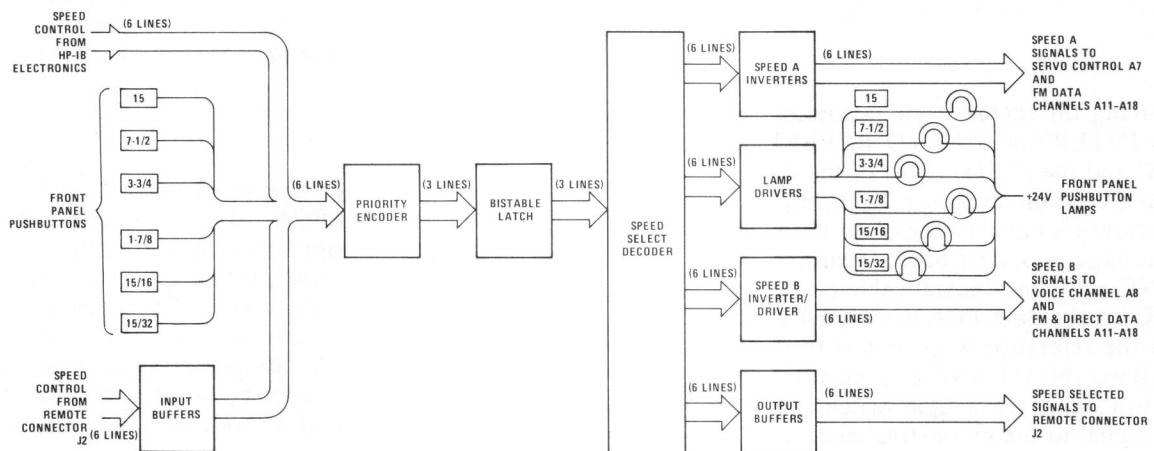 SPEED
CONTROL
FROM
HP-IB
ELECTRONICS
(6 LINES)
15
7-1/2
3-3/4
1-7/8
15/16
15/32
FRONT
PANEL
PUSHBUTTONS
SPEED
CONTROL
FROM
REMOTE
CONNECTOR
J2
(6 LINES)
INPUT
BUFFERS
(6 LINES)
PRIORITY
ENCODER
(3 LINES)
BISTABLE
LATCH
(3 LINES)
SPEED
SELECT
DECODER
(6 LINES)
SPEED A
INVERTERS
(6 LINES)
SPEED A
SIGNALS TO
SERVO CONTROL A7
AND
FM DATA
CHANNELS A11-A18
(6 LINES)
LAMP
DRIVERS
15
7-1/2
3-3/4
1-7/8
15/16
15/32
+24V
FRONT PANEL
PUSHBUTTON
LAMPS
(6 LINES)
SPEED B
INVERTER/
DRIVER
(6 LINES)
SPEED B
SIGNALS TO
VOICE CHANNEL A8
AND
FM & DIRECT DATA
CHANNELS A11-A18
(6 LINES)
OUTPUT
BUFFERS
(6 LINES)
SPEED SELECTED
SIGNALS TO
REMOTE CONNECTOR
J2